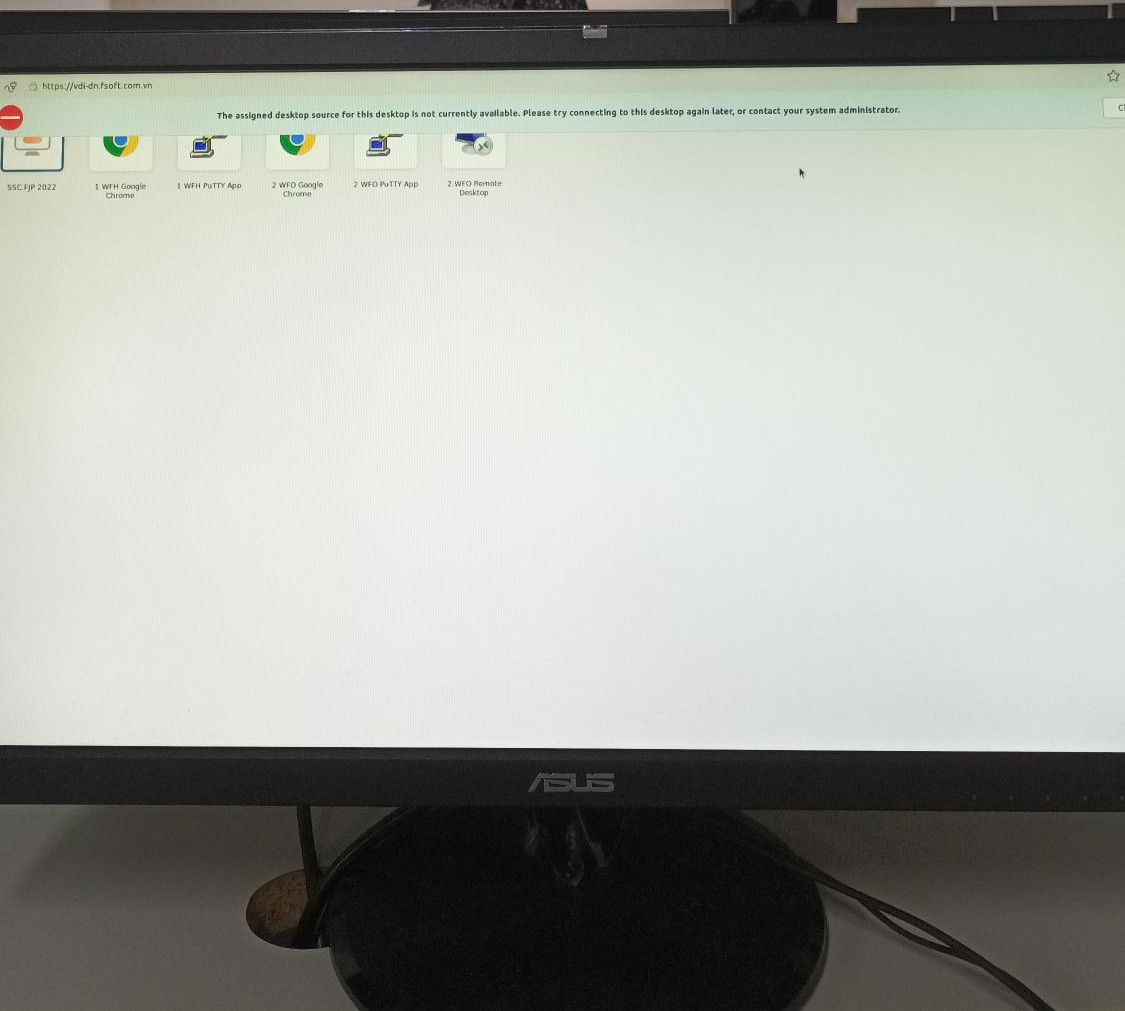 https://vdi-dn.fsoft.com.vn
The assigned desktop source for this desktop is not currently available. Please try connecting to this desktop again later, or contact your system administrator.
SSC.FJP 2022
1 WFH Google
Chrome
1 WFH PuTTY App
2 WFO Google
Chrome
2 WFO PuTTY App
2 WFO Remote
Desktop
ASUS